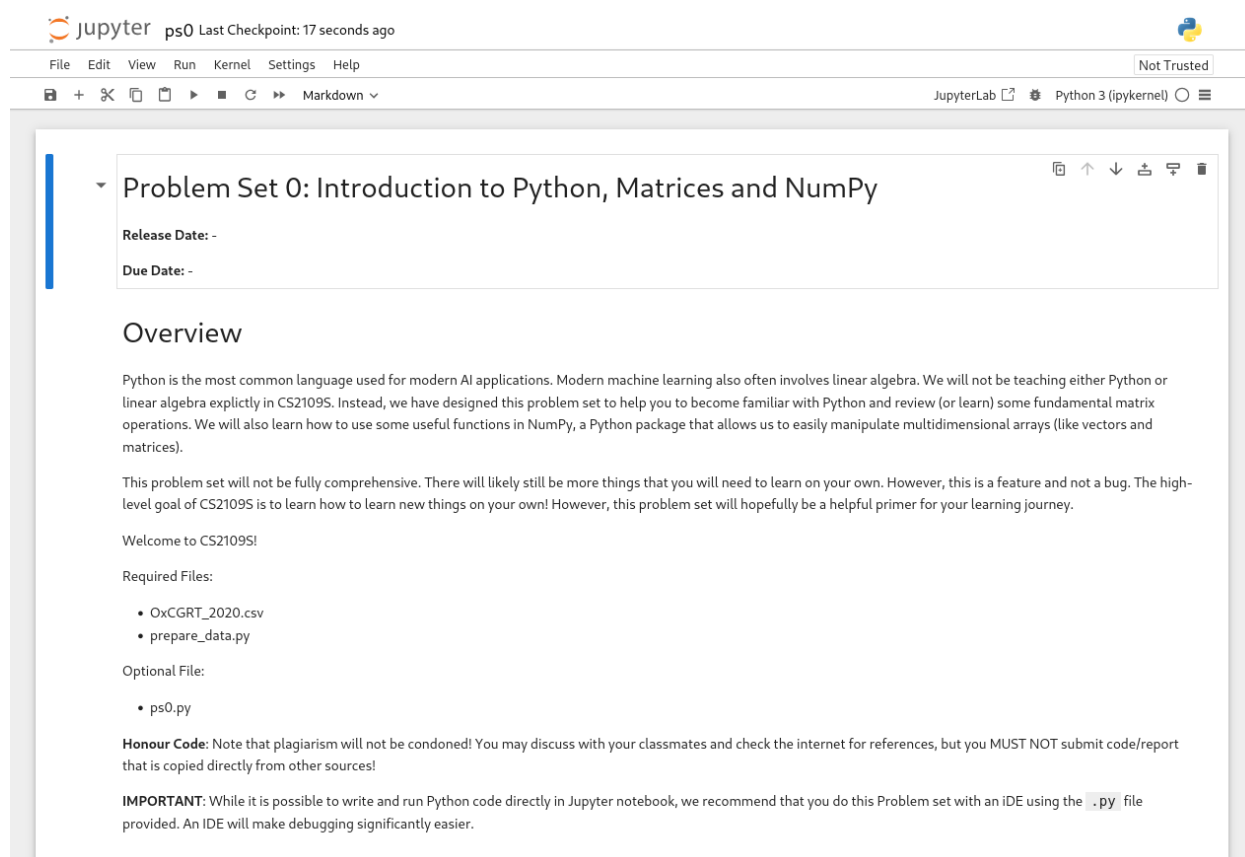 jupyter ps0 Last Checkpoint: 17 seconds ago
File Edit View Run Kernel Settings Help Not Trusted
Markdown JupyterLab Python 3 (ipykernel)
Problem Set 0: Introduction to Python, Matrices and NumPy
Release Date: -
Due Date: -
Overview
Python is the most common language used for modern AI applications. Modern machine learning also often involves linear algebra. We will not be teaching either Python or
linear algebra explictly in CS2109S. Instead, we have designed this problem set to help you to become familiar with Python and review (or learn) some fundamental matrix
operations. We will also learn how to use some useful functions in NumPy, a Python package that allows us to easily manipulate multidimensional arrays (like vectors and
matrices).
This problem set will not be fully comprehensive. There will likely still be more things that you will need to learn on your own. However, this is a feature and not a bug. The high-
level goal of CS2109S is to learn how to learn new things on your own! However, this problem set will hopefully be a helpful primer for your learning journey.
Welcome to CS2109S!
Required Files:
• OxCGRT_2020.csv
• prepare_data.py
Optional File:
• ps0.py
Honour Code: Note that plagiarism will not be condoned! You may discuss with your classmates and check the internet for references, but you MUST NOT submit code/report
that is copied directly from other sources!
IMPORTANT: While it is possible to write and run Python code directly in Jupyter notebook, we recommend that you do this Problem set with an iDE using the .py file
provided. An IDE will make debugging significantly easier.